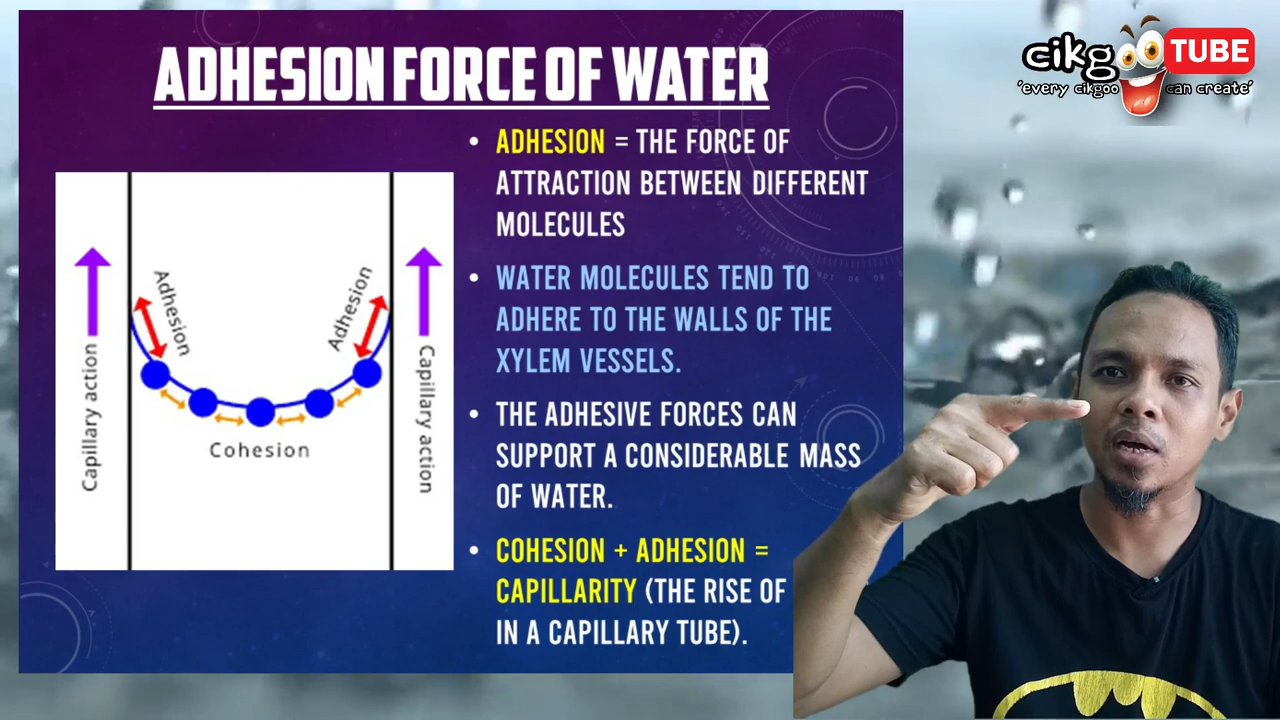 ADHESION FORCE OF WATER
• ADHESION = THE FORCE OF
ATTRACTION BETWEEN DIFFERENT
MOLECULES
• WATER MOLECULES TEND TO
ADHERE TO THE WALLS OF THE
XYLEM VESSELS.
• THE ADHESIVE FORCES CAN
SUPPORT A CONSIDERABLE MASS
OF WATER.
• COHESION + ADHESION =
CAPILLARITY (THE RISE OF
IN A CAPILLARY TUBE).
Capillary action
Adhesion
Cohesion
Adhesion
Capillary action
cikgoo TUBE
'every cikgoo can create'